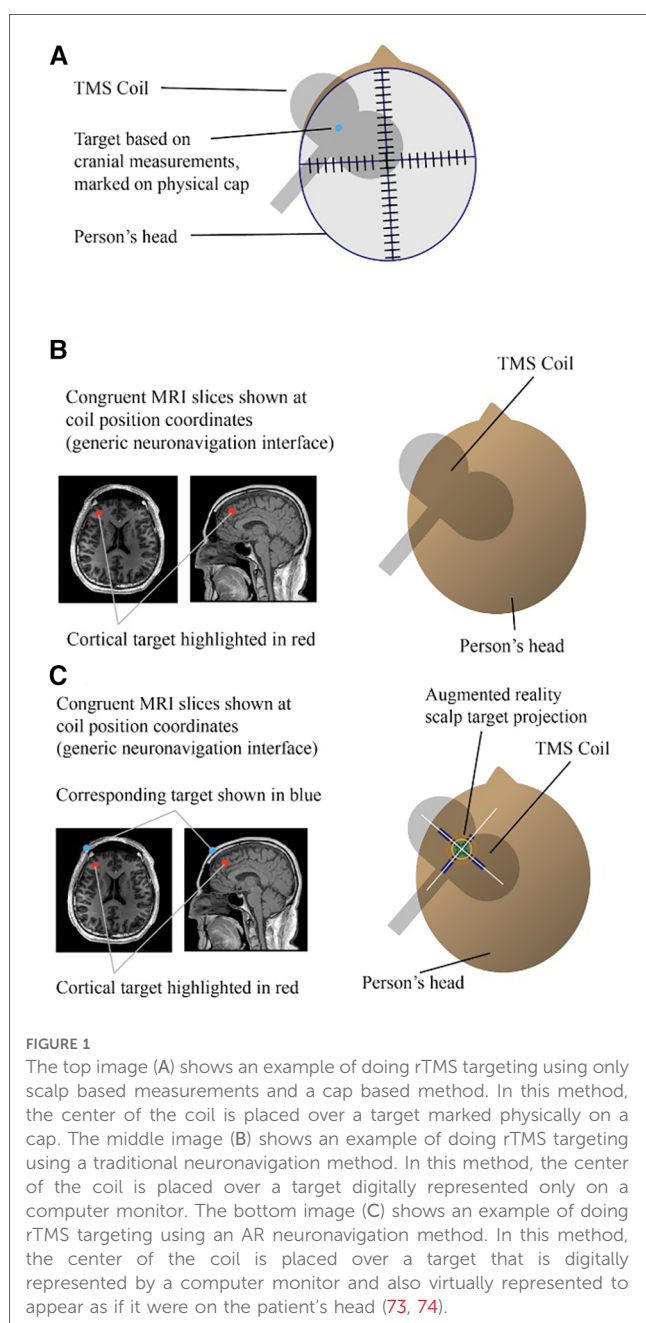 A
TMS Coil
Target based on
cranial measurements,
marked on physical cap
Person's head
B
TMS Coil
Congruent MRI slices shown at
coil position coordinates
(generic neuronavigation interface)
Cortical target highlighted in red
Person's head
C
Congruent MRI slices shown at
coil position coordinates
(generic neuronavigation interface)
Augmented reality
scalp target projection
TMS Coil
Corresponding target shown in blue
Cortical target highlighted in red
Person's head
FIGURE 1
The top image (A) shows an example of doing rTMS targeting using only
scalp based measurements and a cap based method. In this method,
the center of the coil is placed over a target marked physically on a
cap. The middle image (B) shows an example of doing rTMS targeting
using a traditional neuronavigation method. In this method, the center
of the coil is placed over a target digitally represented only on a
computer monitor. The bottom image (C) shows an example of doing
rTMS targeting using an AR neuronavigation method. In this method,
the center of the coil is placed over a target that is digitally
represented by a computer monitor and also virtually represented to
appear as if it were on the patient's head (73, 74).